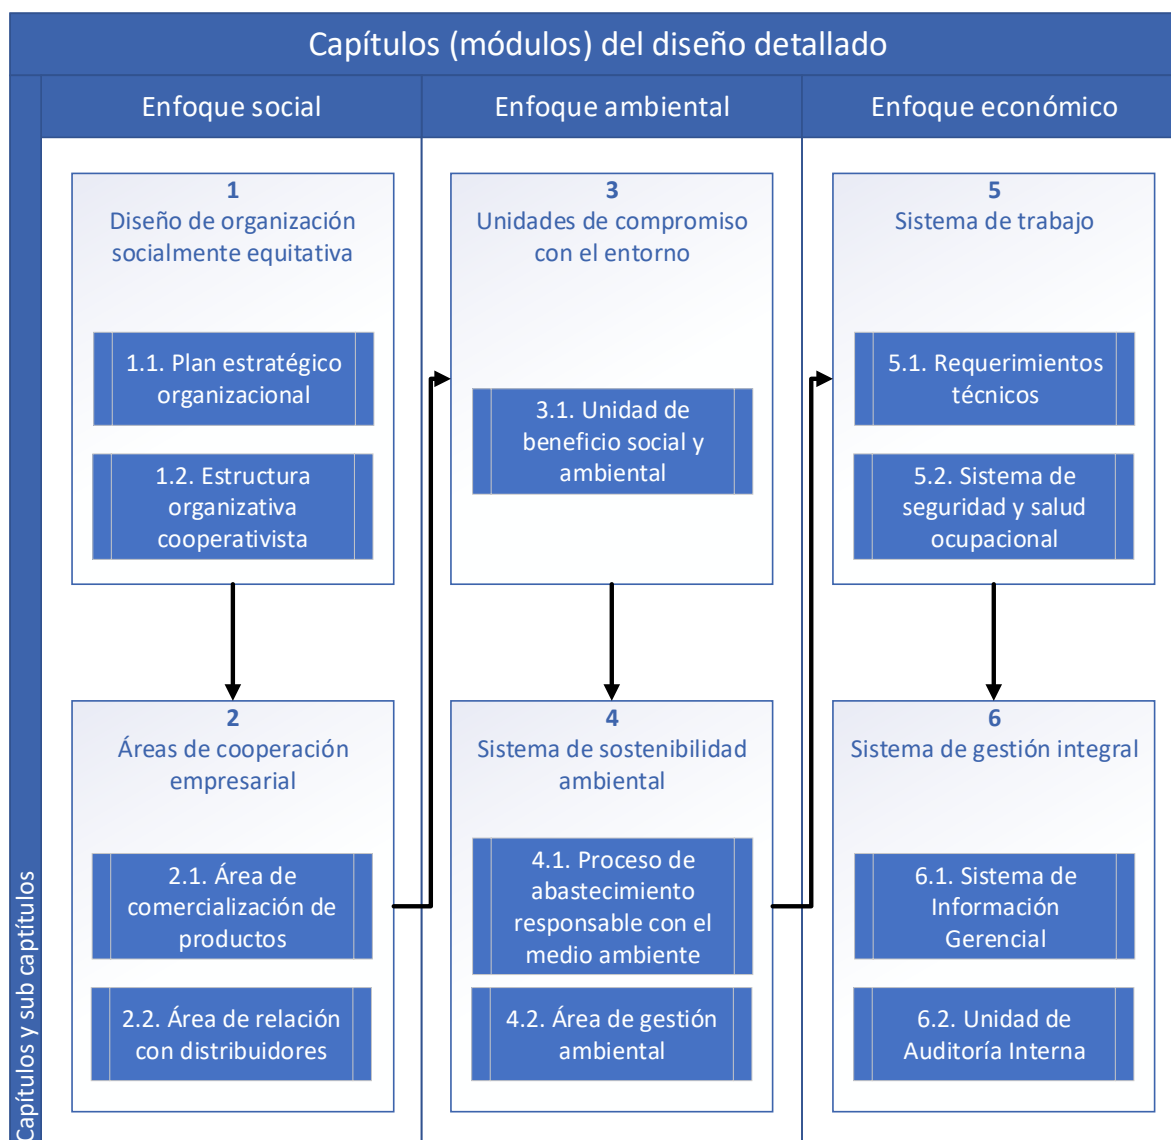 Capítulos (módulos) del diseño detallado
Enfoque social
Enfoque ambiental
Enfoque económico
Capítulos y sub captítulos
1
Diseño de organización
socialmente equitativa
1.1. Plan estratégico
organizacional
1.2. Estructura
organizativa
cooperativista
2
Áreas de cooperación
empresarial
2.1. Área de
comercialización de
productos
2.2. Área de relación
con distribuidores
3
Unidades de compromiso
con el entorno
3.1. Unidad de
beneficio social y
ambiental
4
Sistema de sostenibilidad
ambiental
4.1. Proceso de
abastecimiento
responsable con el
medio ambiente
4.2. Área de gestión
ambiental
5
Sistema de trabajo
5.1. Requerimientos
técnicos
5.2. Sistema de
seguridad y salud
ocupacional
6
Sistema de gestión integral
6.1. Sistema de
Información
Gerencial
6.2. Unidad de
Auditoría Interna